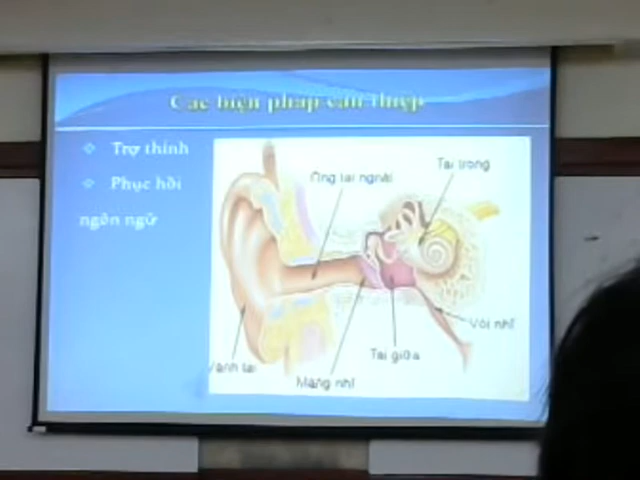 Các biện pháp can thiệp
Trợ thính
Phục hồi
ngôn ngữ
Ống tai ngoài
Tai trong
Vòi nhĩ
Tai giữa
Màng nhĩ
Vành tai